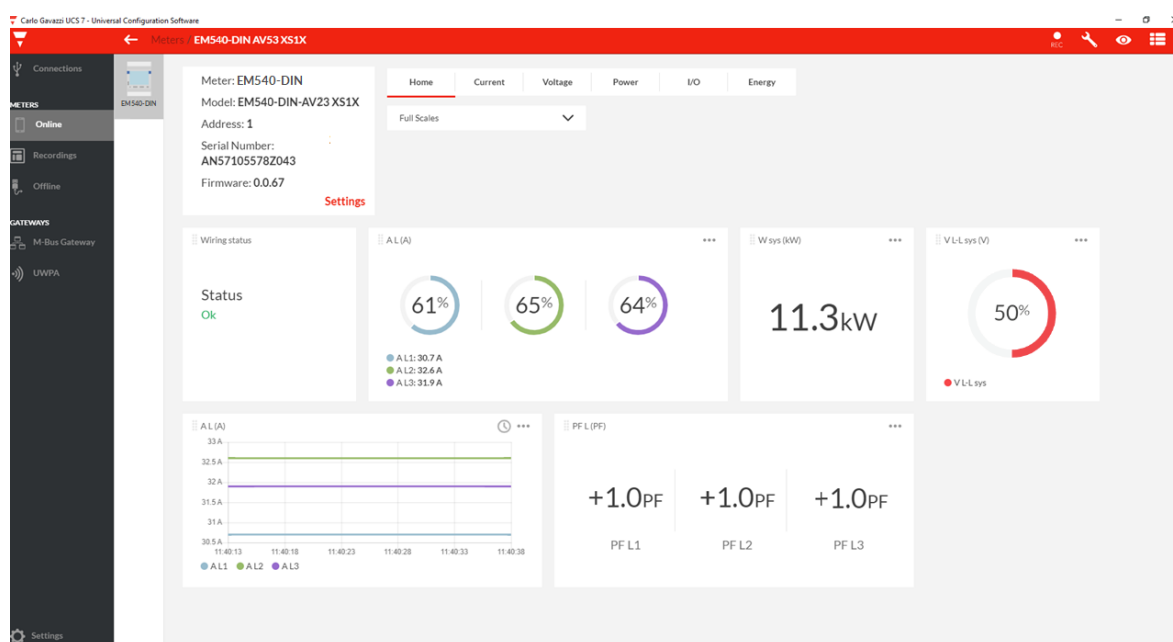 Carlo Gavazzi UCS 7 - Universal Configuration Software
Meters / EM540-DIN AV53 XS1X
REC
Connections
METERS
Online
Recordings
Offline
GATEWAYS
M-Bus Gateway
UWPA
Settings
EM540-DIN
Meter: EM540-DIN
Model: EM540-DIN-AV23 XS1X
Address: 1
Serial Number:
AN57105578Z043
Firmware: 0.0.67
Settings
Home Current Voltage Power I/O Energy
Full Scales
Wiring status
Status
Ok
A L (A)
61% 65% 64%
A L1: 30.7 A
A L2: 32.6 A
A L3: 31.9 A
W sys (kW)
11.3kW
V L-L sys (V)
50%
V L-L sys
A L (A)
33 A
32.5 A
32 A
31.5 A
31 A
30.5 A
11:40:13 11:40:18 11:40:23 11:40:28 11:40:33 11:40:38
A L1 A L2 A L3
PF L (PF)
+1.0PF +1.0PF +1.0PF
PF L1 PF L2 PF L3